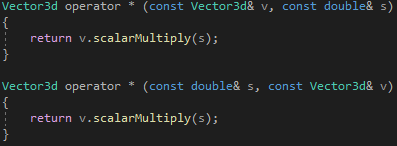 Vector3d operator * (const Vector3d& v, const double& s)
{
return v.scalarMultiply(s);
}
Vector3d operator * (const double& s, const Vector3d& v)
{
return v.scalarMultiply(s);
}